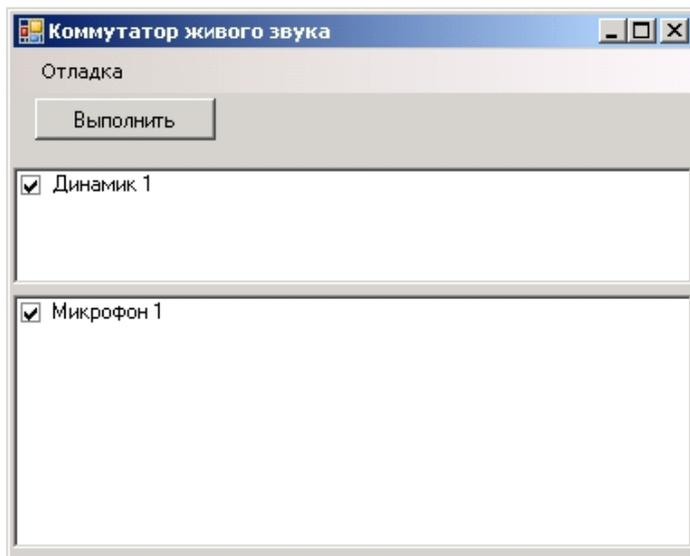 Коммутатор живого звука
Отладка
Выполнить
Динамик 1
Микрофон 1